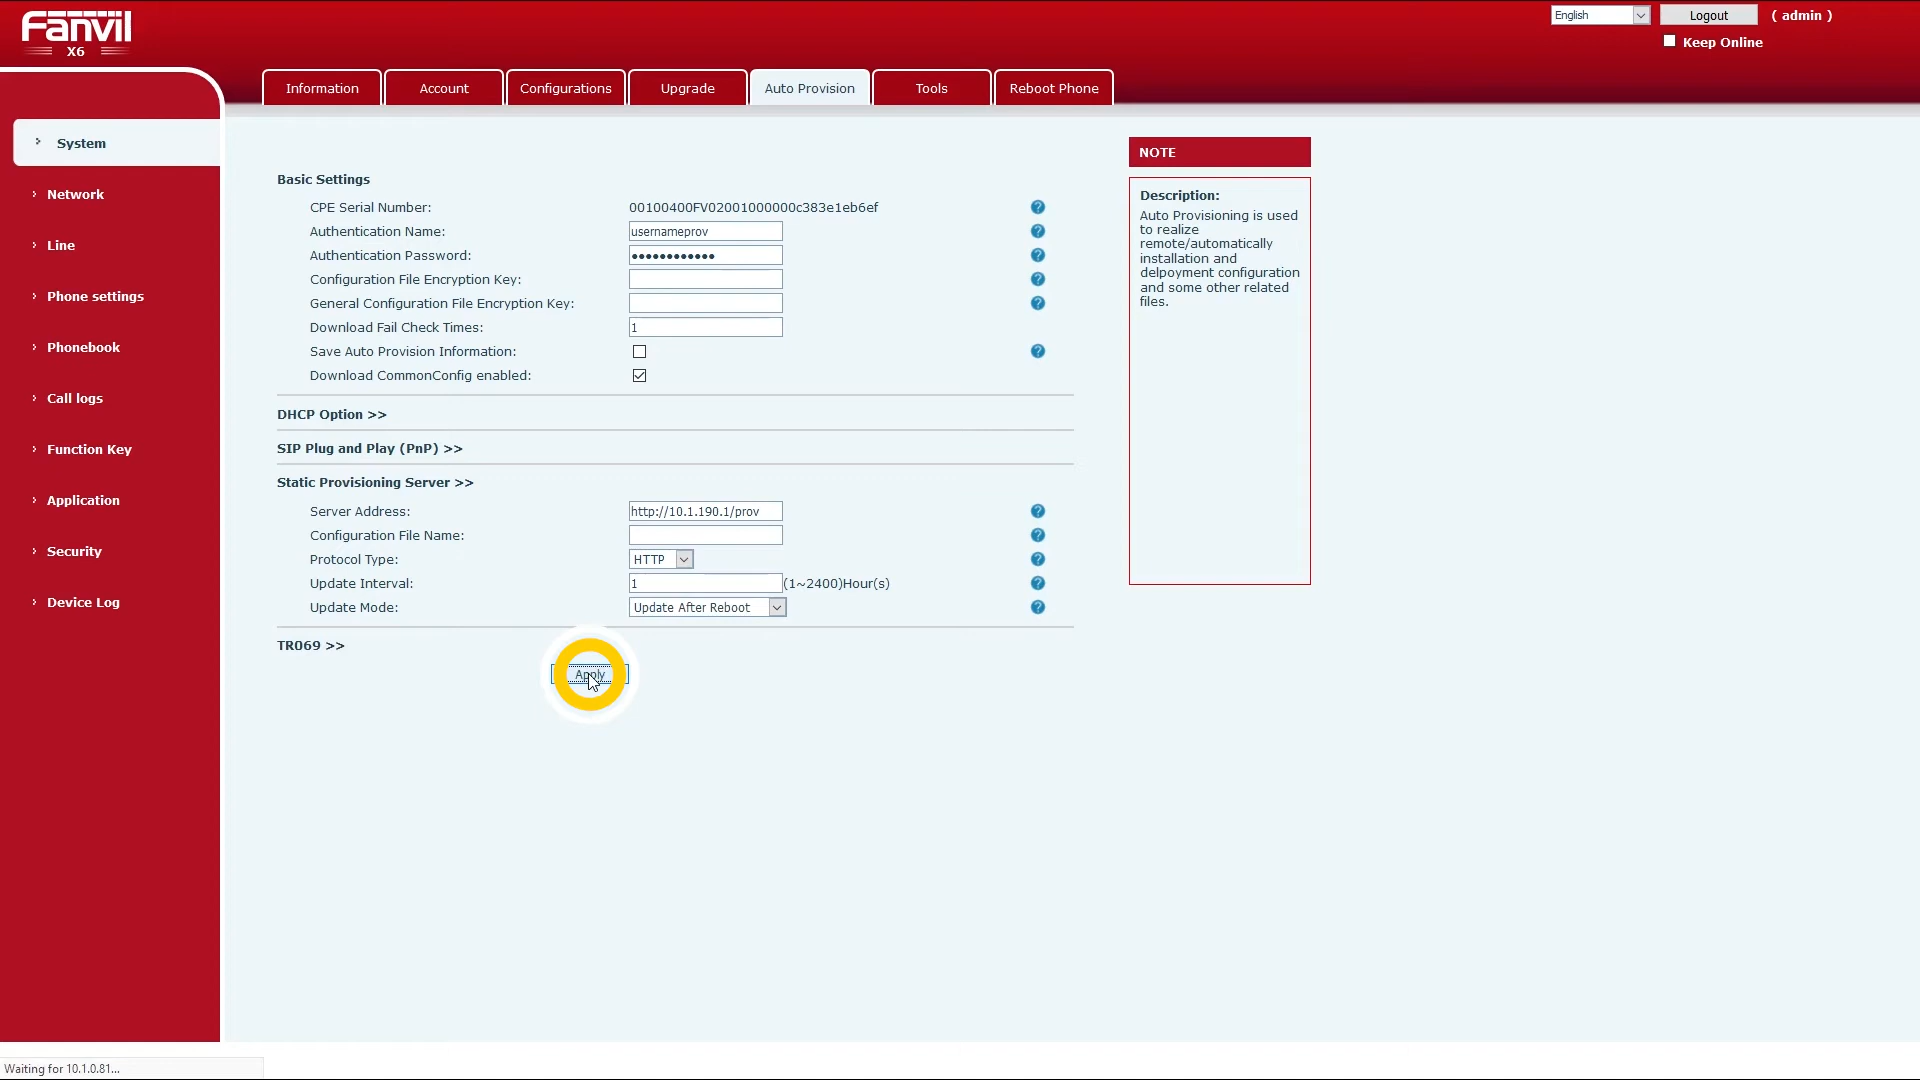 Fanvil
X6
English
Logout
( admin )
Keep Online
Information
Account
Configurations
Upgrade
Auto Provision
Tools
Reboot Phone
System
Network
Line
Phone settings
Phonebook
Call logs
Function Key
Application
Security
Device Log
Basic Settings
CPE Serial Number: 00100400FV02001000000c383e1eb6ef
Authentication Name: usernameprov
Authentication Password: ●●●●●●●●●●●●
Configuration File Encryption Key:
General Configuration File Encryption Key:
Download Fail Check Times: 1
Save Auto Provision Information:
Download CommonConfig enabled:
DHCP Option >>
SIP Plug and Play (PnP) >>
Static Provisioning Server >>
Server Address: http://10.1.190.1/prov
Configuration File Name:
Protocol Type: HTTP
Update Interval: 1 (1~2400)Hour(s)
Update Mode: Update After Reboot
TR069 >>
Apply
NOTE
Description:
Auto Provisioning is used
to realize
remote/automatically
installation and
delpoyment configuration
and some other related
files.
Waiting for 10.1.0.81...